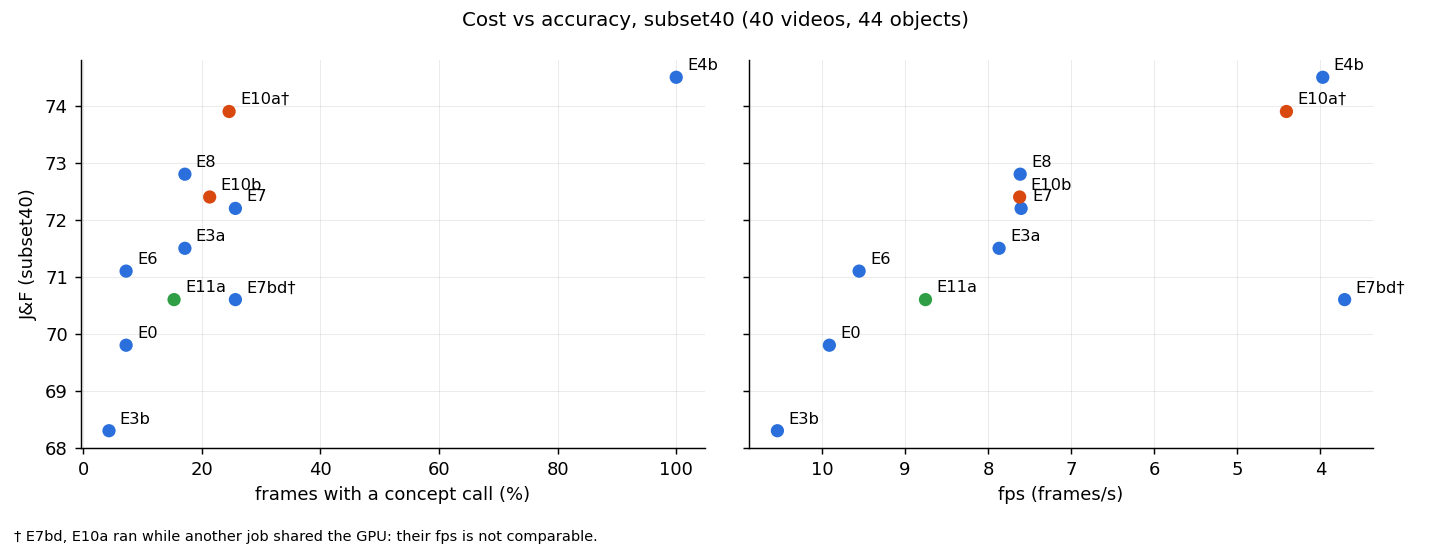 Cost vs accuracy, subset40 (40 videos, 44 objects)
J&F (subset40)
74
73
72
71
70
69
68
E4b
E10a†
E8
E10b
E7
E3a
E6
E11a
E7bd†
E0
E3b
0 20 40 60 80 100
frames with a concept call (%)
E4b
E10a†
E8
E10b
E7
E3a
E6
E11a
E7bd†
E0
E3b
10 9 8 7 6 5 4
fps (frames/s)
† E7bd, E10a ran while another job shared the GPU: their fps is not comparable.